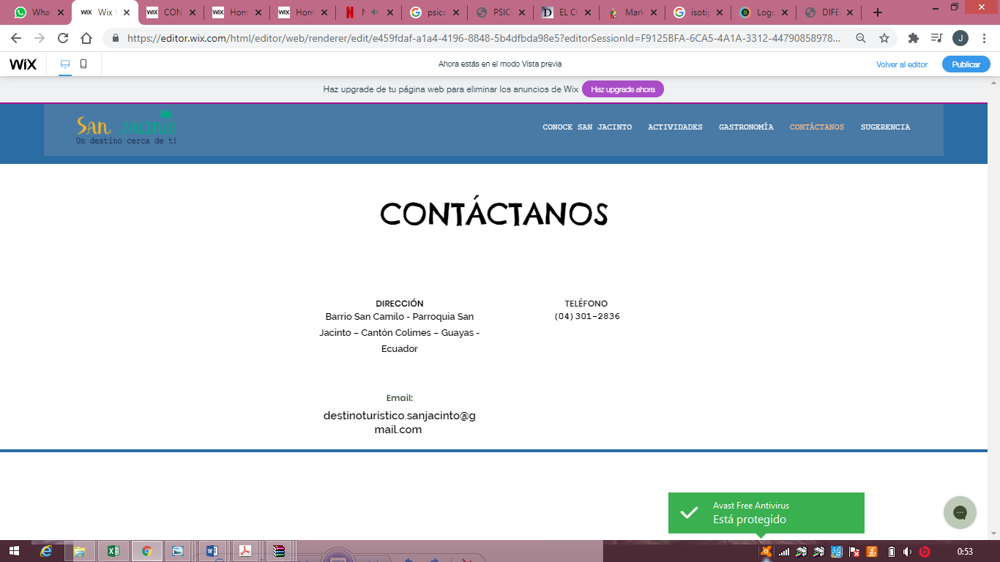 Wha
Wix V
CON
Hom
Hom
N
psicc
PSIC
EL CC
Mark
isotip
Logo
DIFE
https://editor.wix.com/html/editor/web/renderer/edit/e459fdaf-a1a4-4196-8848-5b4dfbda98e5?editorSessionId=F9125BFA-6CA5-4A1A-3312-44790858978...
J
WIX
Ahora estás en el modo Vista previa
Volver al editor
Publicar
Haz upgrade de tu página web para eliminar los anuncios de Wix
Haz upgrade ahora
San Jacinto
Un destino cerca de ti
CONOCE SAN JACINTO
ACTIVIDADES
GASTRONOMÍA
CONTÁCTANOS
SUGERENCIA
CONTÁCTANOS
DIRECCIÓN
Barrio San Camilo - Parroquia San
Jacinto – Cantón Colimes – Guayas -
Ecuador
TELÉFONO
(04)301-2836
Email:
destinoturistico.sanjacinto@g
mail.com
Avast Free Antivirus
Está protegido
0:53